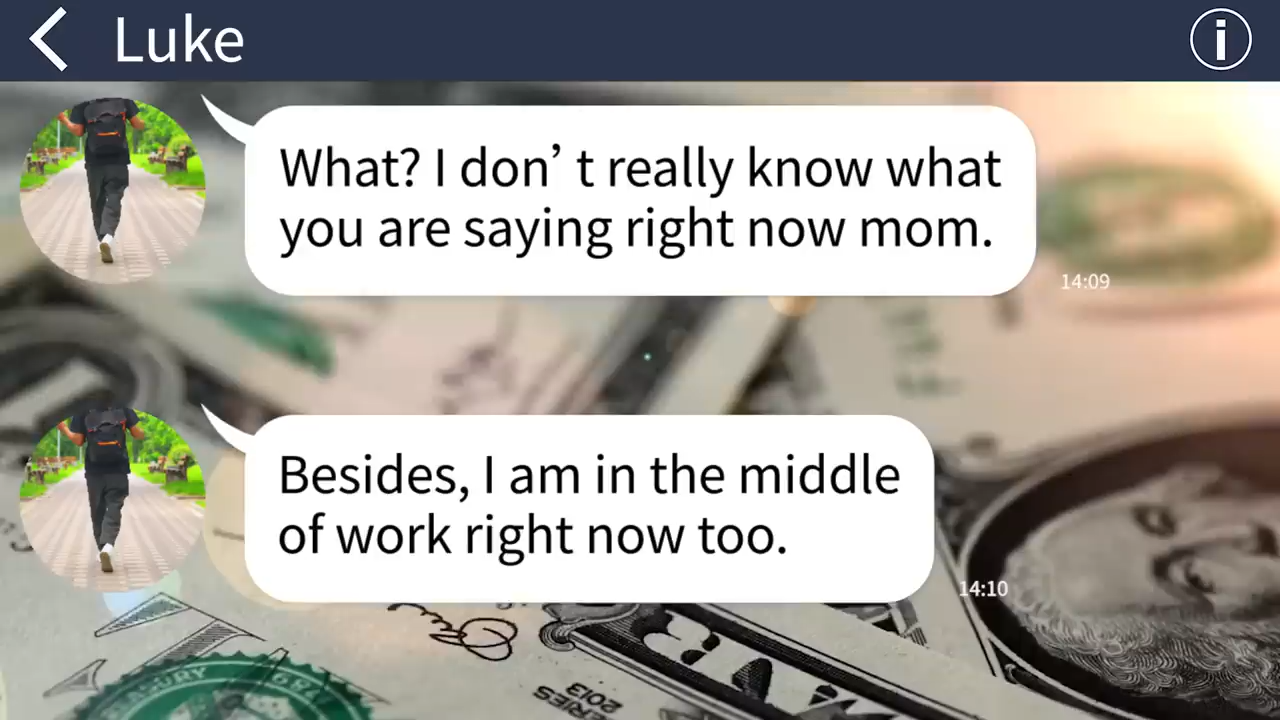 Luke
What? I don’t really know what
you are saying right now mom.
14:09
Besides, I am in the middle
of work right now too.
14:10
SERIES
2013